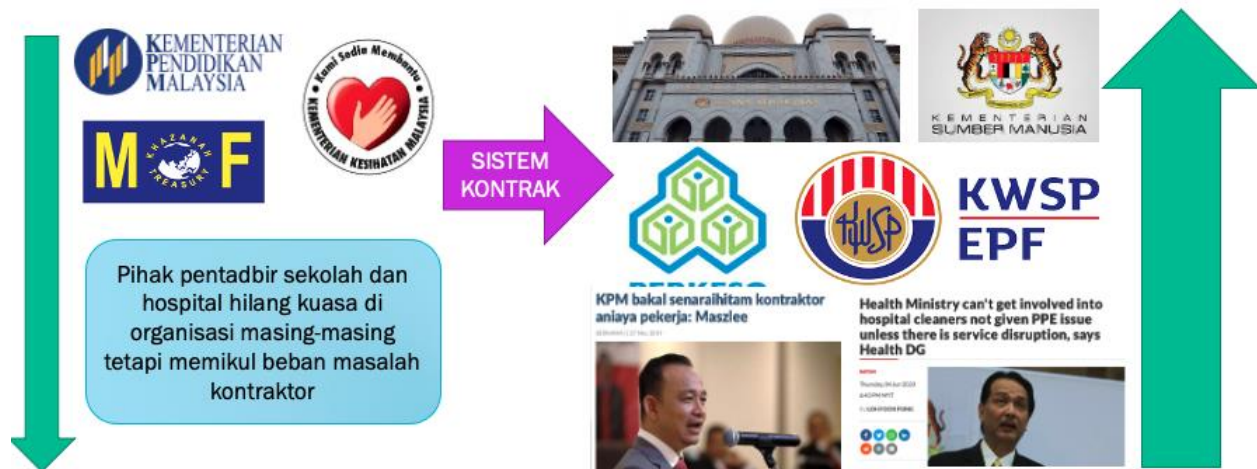 KEMENTERIAN
PENDIDIKAN
MALAYSIA
Kami Sedia Membantu
KEMENTERIAN KESIHATAN MALAYSIA
M F
KHAZANAH
TREASURY
Pihak pentadbir sekolah dan
hospital hilang kuasa di
organisasi masing-masing
tetapi memikul beban masalah
kontraktor
SISTEM
KONTRAK
KEMENTERIAN
SUMBER MANUSIA
PERKESO
KWSP
KWSP
EPF
KPM bakal senaraihitam kontraktor
aniaya pekerja: Maszlee
Health Ministry can't get involved into
hospital cleaners not given PPE issue
unless there is service disruption, says
Health DG